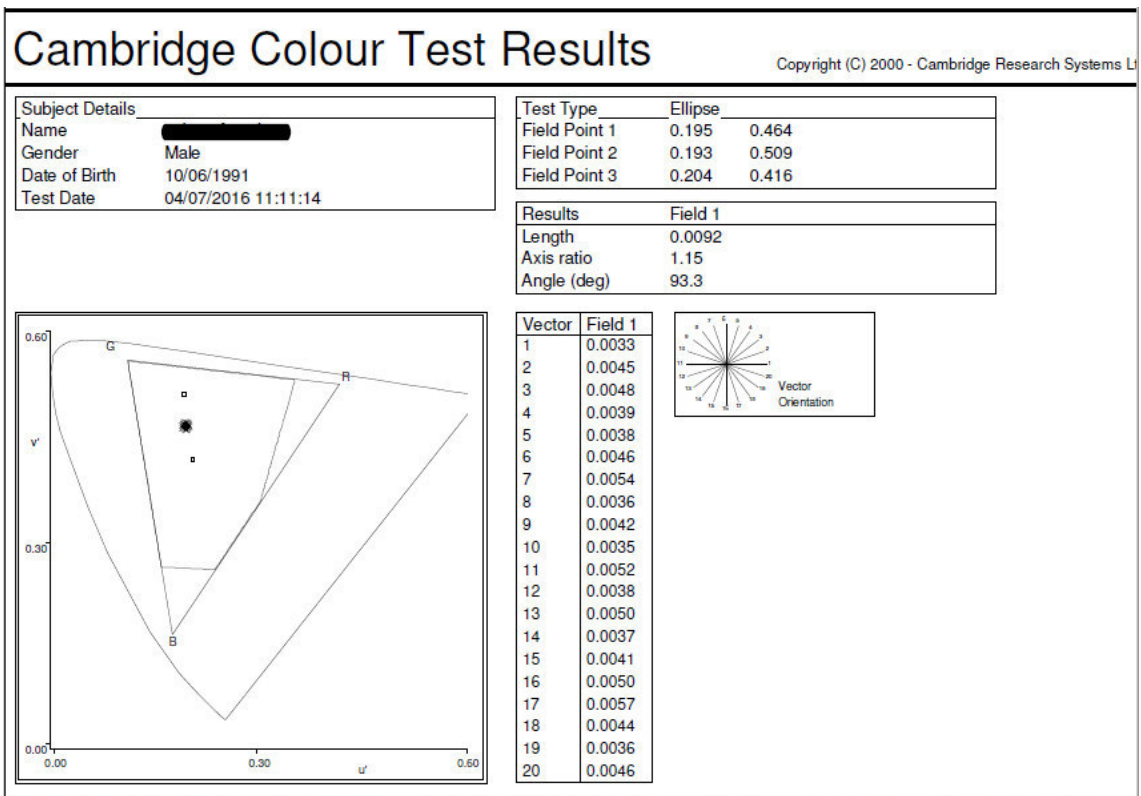 Cambridge Colour Test Results
Copyright (C) 2000 - Cambridge Research Systems
Subject Details
Name
Gender Male
Date of Birth 10/06/1991
Test Date 04/07/2016 11:11:14
Test Type Ellipse
Field Point 1 0.195 0.464
Field Point 2 0.193 0.509
Field Point 3 0.204 0.416
Results Field 1
Length 0.0092
Axis ratio 1.15
Angle (deg) 93.3
0.60
G
R
v'
0.30
B
0.00
0.00 0.30 0.60
u'
Vector Field 1
1 0.0033
2 0.0045
3 0.0048
4 0.0039
5 0.0038
6 0.0046
7 0.0054
8 0.0036
9 0.0042
10 0.0035
11 0.0052
12 0.0038
13 0.0050
14 0.0037
15 0.0041
16 0.0050
17 0.0057
18 0.0044
19 0.0036
20 0.0046
Vector
Orientation